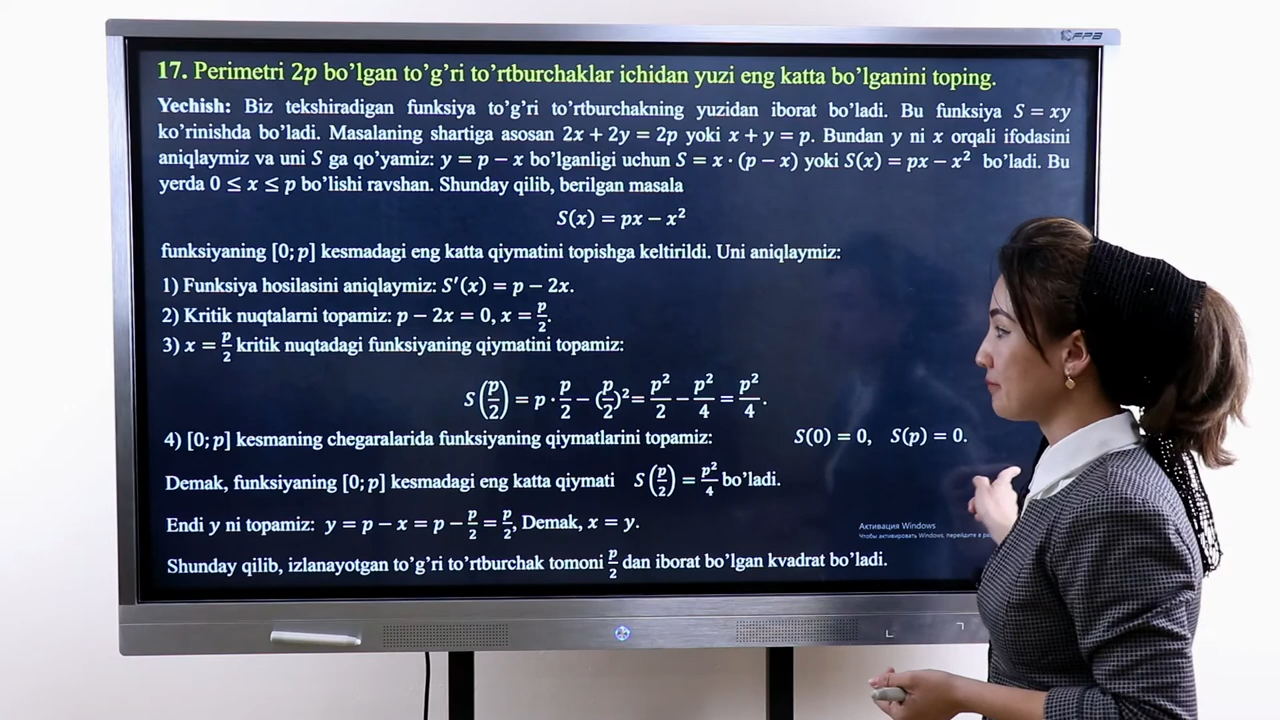 FPB
17. Perimetri 2p bo'lgan to'g'ri to'rtburchaklar ichidan yuzi eng katta bo'lganini toping.
Yechish: Biz tekshiradigan funksiya to'g'ri to'rtburchakning yuzidan iborat bo'ladi. Bu funksiya S = xy
ko'rinishda bo'ladi. Masalaning shartiga asosan 2x + 2y = 2p yoki x + y = p. Bundan y ni x orqali ifodasini
aniqlaymiz va uni S ga qo'yamiz: y = p − x bo'lganligi uchun S = x · (p − x) yoki S(x) = px − x² bo'ladi. Bu
yerda 0 ≤ x ≤ p bo'lishi ravshan. Shunday qilib, berilgan masala
S(x) = px − x²
funksiyaning [0; p] kesmadagi eng katta qiymatini topishga keltirildi. Uni aniqlaymiz:
1) Funksiya hosilasini aniqlaymiz: S′(x) = p − 2x.
2) Kritik nuqtalarni topamiz: p − 2x = 0, x = p/2.
3) x = p/2 kritik nuqtadagi funksiyaning qiymatini topamiz:
S(p/2) = p · p/2 − (p/2)² = p²/2 − p²/4 = p²/4.
4) [0; p] kesmaning chegaralarida funksiyaning qiymatlarini topamiz: S(0) = 0, S(p) = 0.
Demak, funksiyaning [0; p] kesmadagi eng katta qiymati S(p/2) = p²/4 bo'ladi.
Endi y ni topamiz: y = p − x = p − p/2 = p/2, Demak, x = y.
Активация Windows
Чтобы активировать Windows, перейдите в
Shunday qilib, izlanayotgan to'g'ri to'rtburchak tomoni p/2 dan iborat bo'lgan kvadrat bo'ladi.